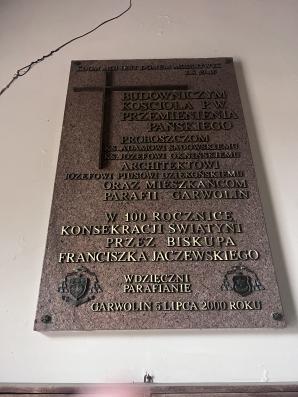 BUDOWNICZYM
KOŚCIOŁA P.W.
PRZEMIENIENIA
PAŃSKIEGO
PROBOSZCZOM
KS. ADAMOWI SADOWSKIEMU
KS. JÓZEFOWI
ARCHITEKTOWI
JÓZEFOWI PIUSOWI DZIEKOŃSKIEMU
ORAZ MIESZKAŃCOM
PARAFII GARWOLIN
W 100 ROCZNICĘ
KONSEKRACJI ŚWIĄTYNI
PRZEZ BISKUPA
FRANCISZKA JACZEWSKIEGO
WDZIĘCZNI
PARAFIANIE
GARWOLIN 5 LIPCA 2000 ROKU